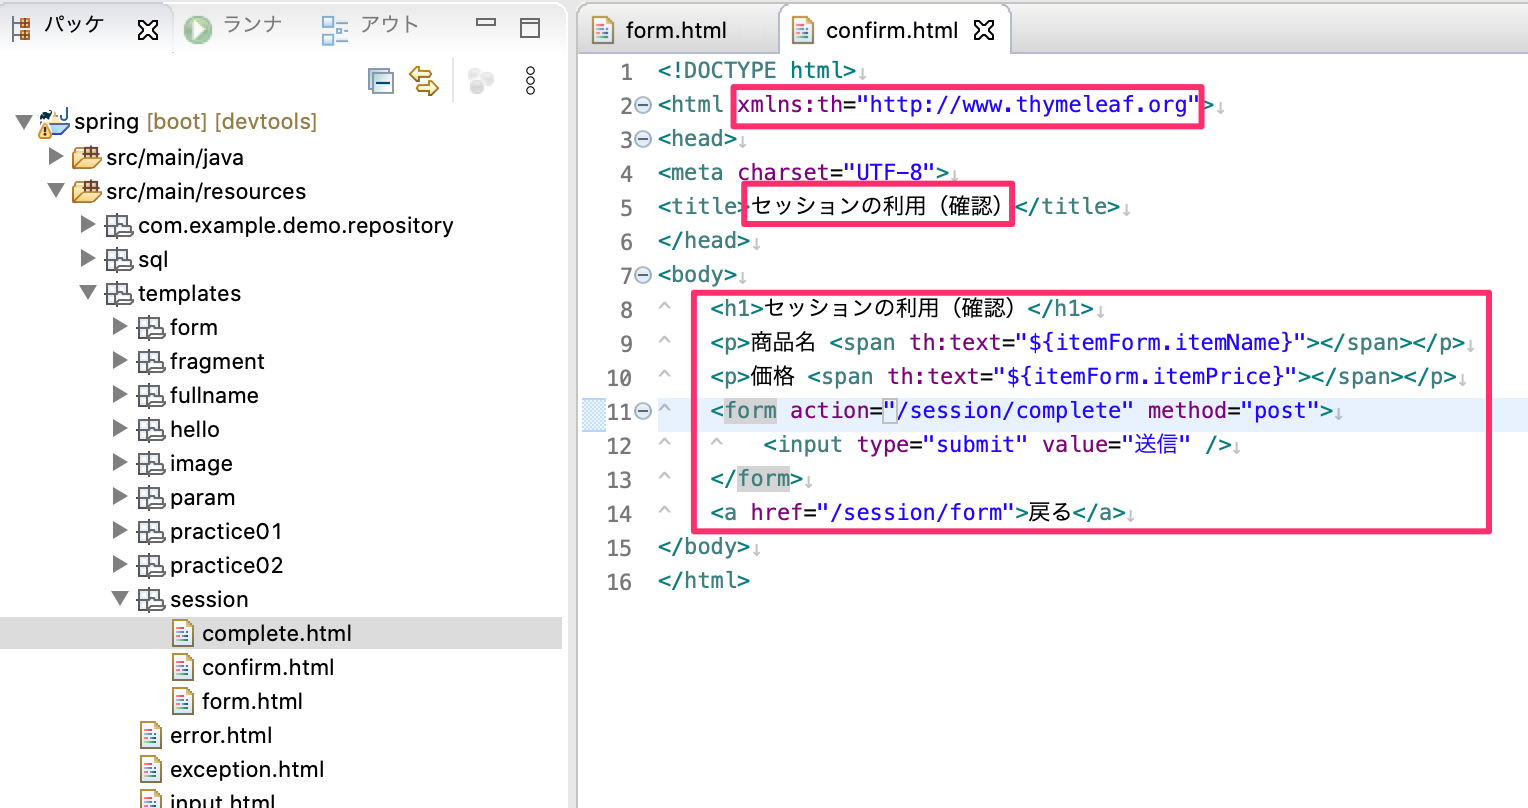 パッケ
ランナ
アウト
spring [boot] [devtools]
src/main/java
src/main/resources
com.example.demo.repository
sql
templates
form
fragment
fullname
hello
image
param
practice01
practice02
session
complete.html
confirm.html
form.html
error.html
exception.html
input.html
form.html
confirm.html
1 <!DOCTYPE html>↓
2 <html xmlns:th="http://www.thymeleaf.org">↓
3 <head>↓
4 <meta charset="UTF-8">↓
5 <title>セッションの利用（確認）</title>↓
6 </head>↓
7 <body>↓
8 ^ <h1>セッションの利用（確認）</h1>↓
9 ^ <p>商品名 <span th:text="${itemForm.itemName}"></span></p>↓
10 ^ <p>価格 <span th:text="${itemForm.itemPrice}"></span></p>↓
11 ^ <form action="/session/complete" method="post">↓
12 ^ ^ <input type="submit" value="送信" />↓
13 ^ </form>↓
14 ^ <a href="/session/form">戻る</a>↓
15 </body>↓
16 </html>